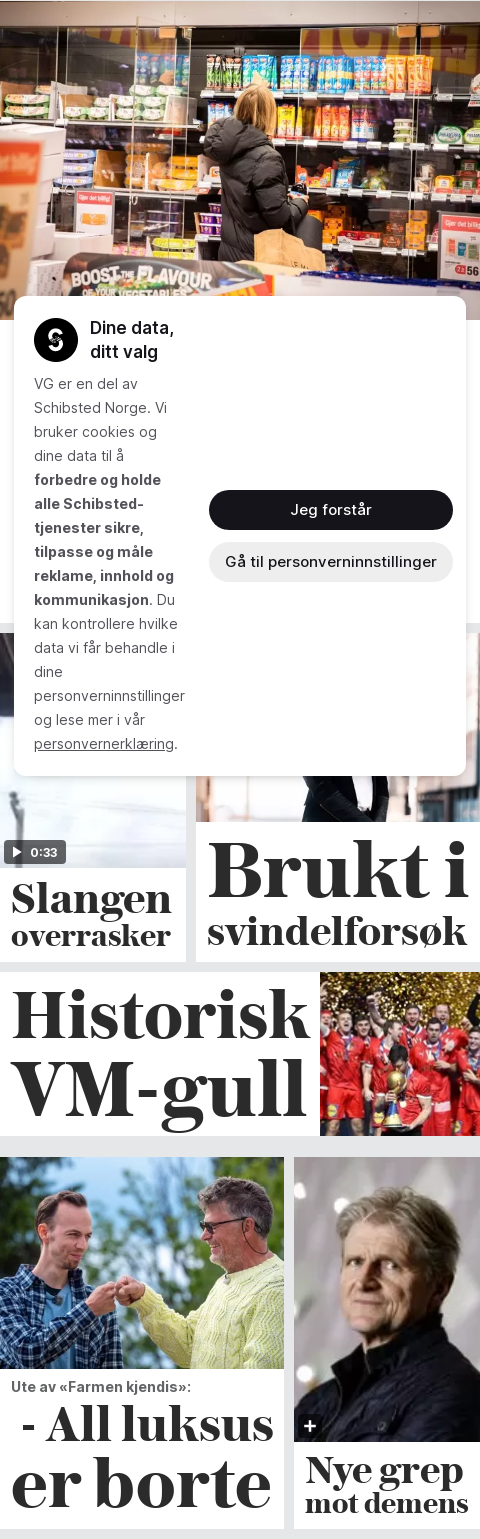 Gjør det billig!
BOOST THE FLAVOUR
OF YOUR VEGETABLES
56
Dine data,
ditt valg
VG er en del av
Schibsted Norge. Vi
bruker cookies og
dine data til å
forbedre og holde
alle Schibsted-
tjenester sikre,
tilpasse og måle
reklame, innhold og
kommunikasjon. Du
kan kontrollere hvilke
data vi får behandle i
dine
personverninnstillinger
og lese mer i vår
personvernerklæring.
Jeg forstår
Gå til personverninnstillinger
0:33
Slangen
overrasker
Brukt i
svindelforsøk
Historisk
VM-gull
Ute av «Farmen kjendis»:
- All luksus
er borte
Nye grep
mot demens